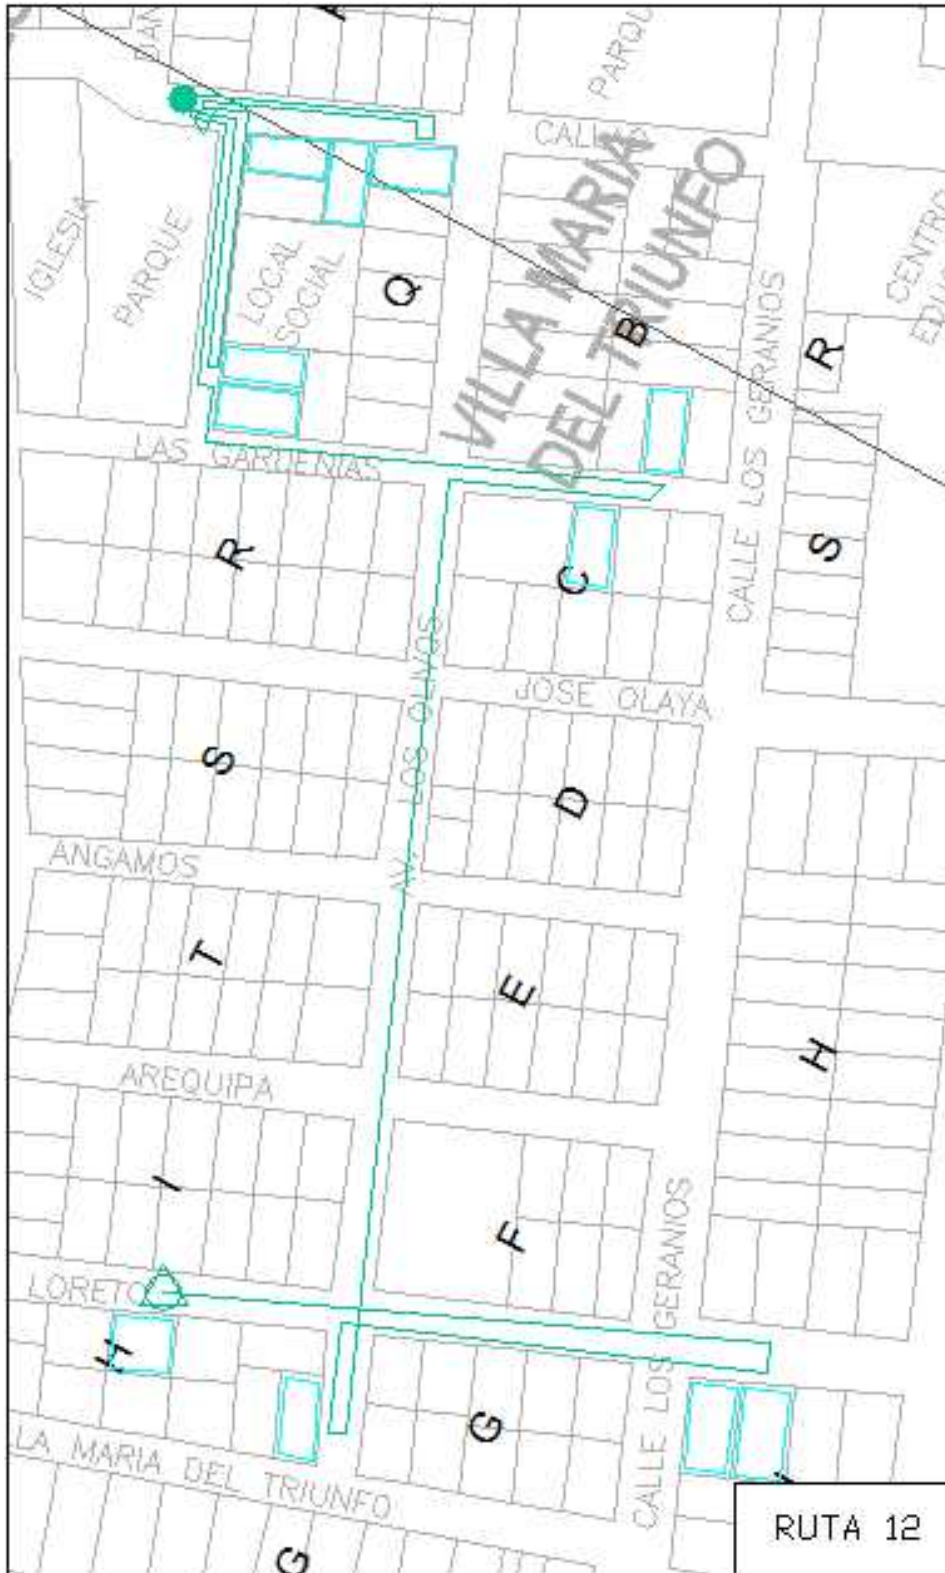 A
PARQU
CALLAO
VILLA MARIA
DEL TRIUNFO
IGLESIA
PARQUE
LOCAL
SOCIAL
Q
B
R
CENTRO
CALLE LOS GERANIOS
LAS GARDENIAS
R
C
S
JOSE OLAYA
AV. LOS OLIVOS
S
D
ANGAMOS
T
E
H
AREQUIPA
I
F
LORETO
H
G
CALLE LOS GERANIOS
LA MARIA DEL TRIUNFO
G
RUTA 12